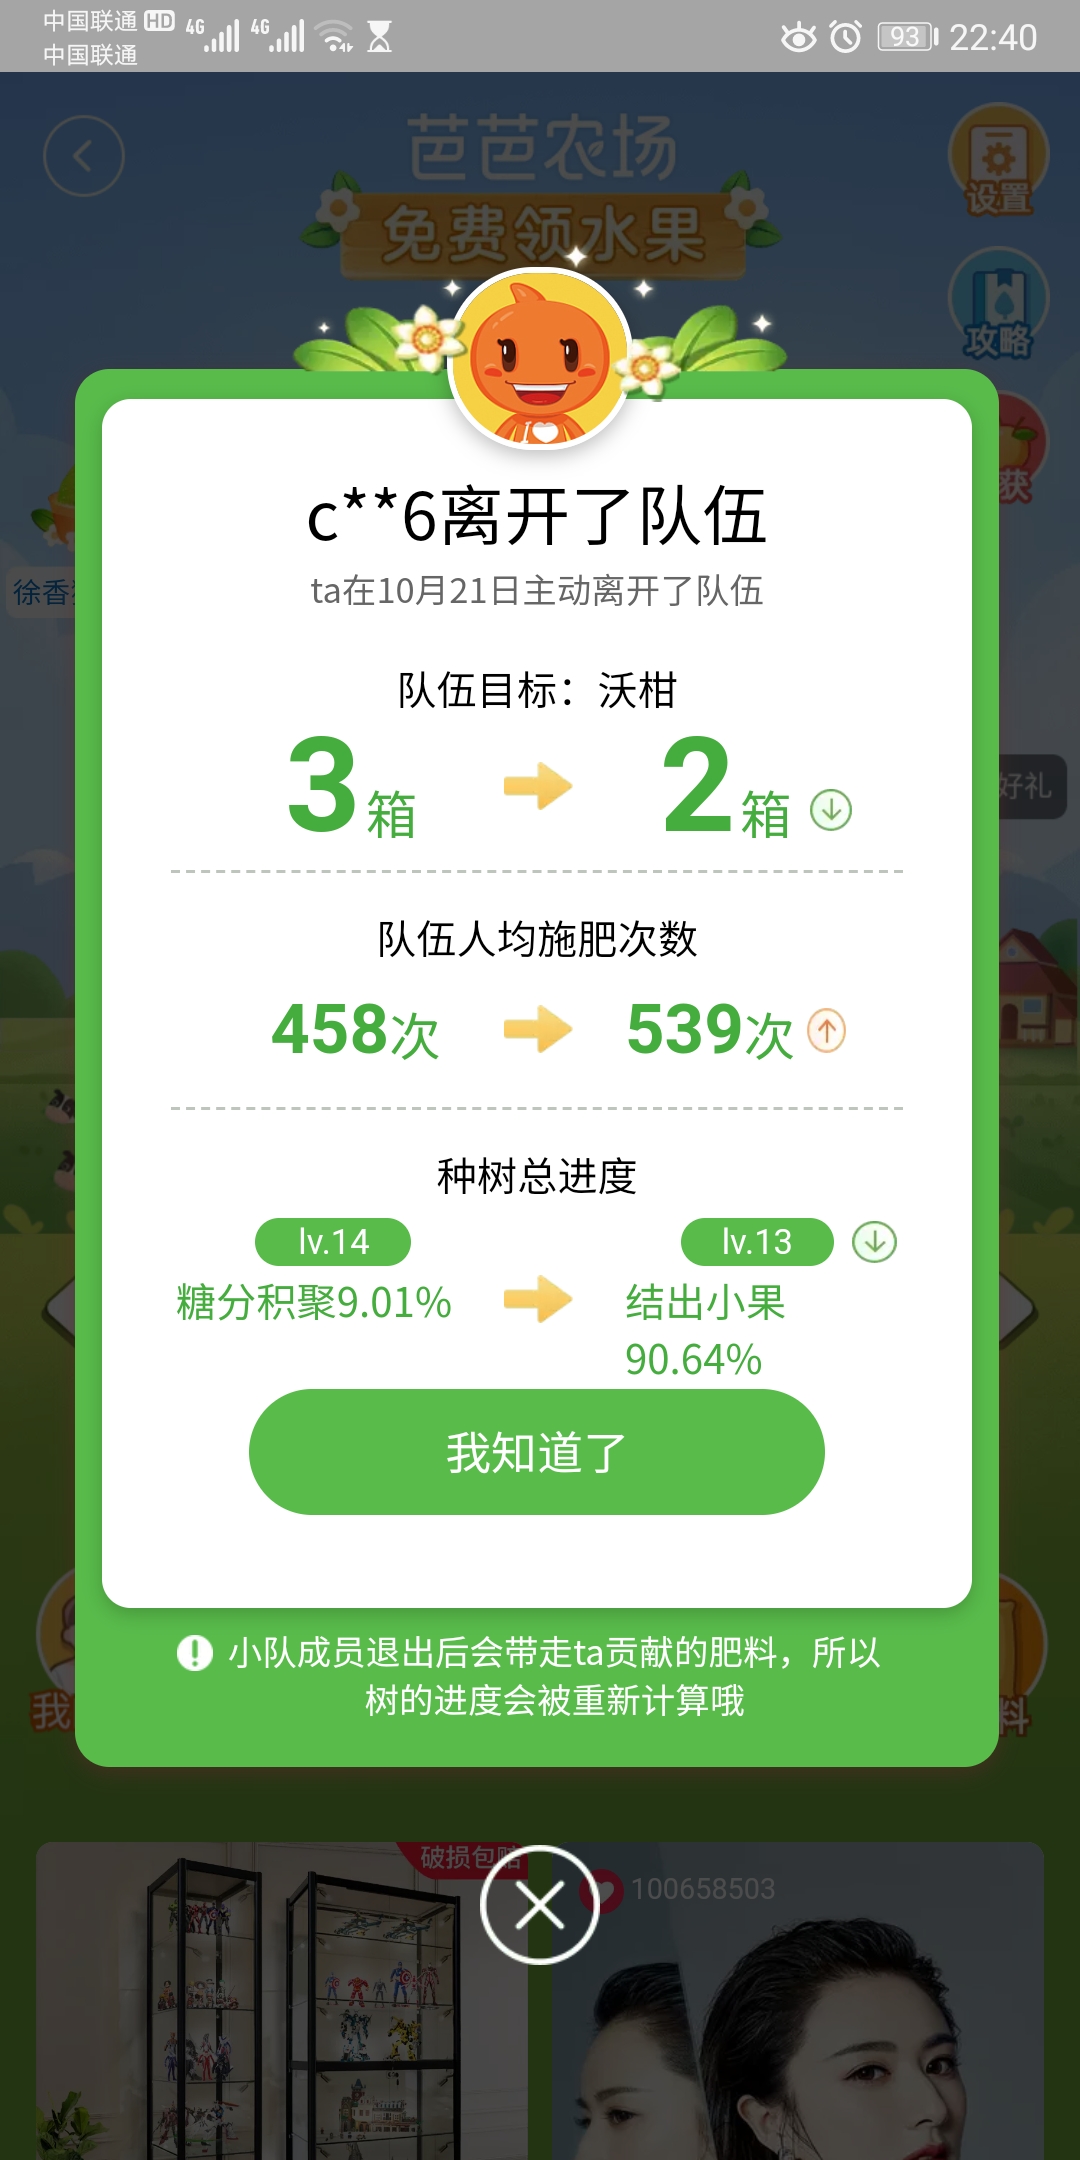 中国联通 HD 4G 4G 93 22:40
中国联通
芭芭农场
免费领水果
设置
攻略
获
徐香
好礼
c**6离开了队伍
ta在10月21日主动离开了队伍
队伍目标：沃柑
3箱 2箱
队伍人均施肥次数
458次 539次
种树总进度
lv.14 lv.13
糖分积聚9.01% 结出小果
90.64%
我知道了
小队成员退出后会带走ta贡献的肥料，所以
树的进度会被重新计算哦
我
料
破损包赔
100658503